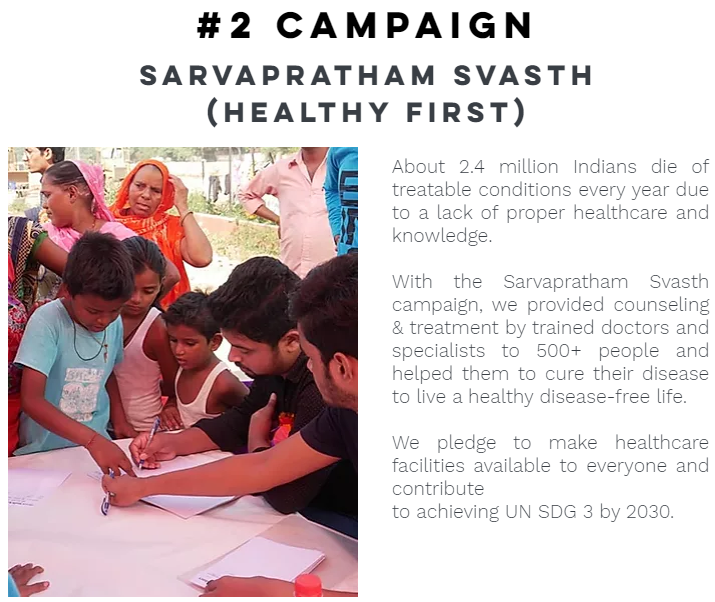 #2 CAMPAIGN
SARVAPRATHAM SVASTH
(HEALTHY FIRST)
About 2.4 million Indians die of
treatable conditions every year due
to a lack of proper healthcare and
knowledge.
With the Sarvapratham Svasth
campaign, we provided counseling
& treatment by trained doctors and
specialists to 500+ people and
helped them to cure their disease
to live a healthy disease-free life.
We pledge to make healthcare
facilities available to everyone and
contribute
to achieving UN SDG 3 by 2030.